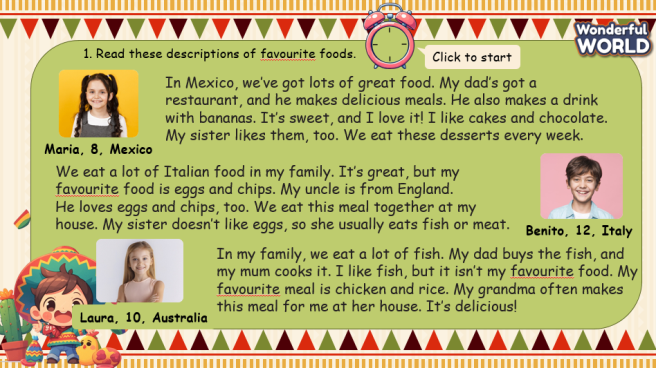 Wonderful
WORLD
1. Read these descriptions of favourite foods.
Click to start
In Mexico, we've got lots of great food. My dad's got a
restaurant, and he makes delicious meals. He also makes a drink
with bananas. It's sweet, and I love it! I like cakes and chocolate.
My sister likes them, too. We eat these desserts every week.
Maria, 8, Mexico
We eat a lot of Italian food in my family. It's great, but my
favourite food is eggs and chips. My uncle is from England.
He loves eggs and chips, too. We eat this meal together at my
house. My sister doesn't like eggs, so she usually eats fish or meat.
Benito, 12, Italy
In my family, we eat a lot of fish. My dad buys the fish, and
my mum cooks it. I like fish, but it isn't my favourite food. My
favourite meal is chicken and rice. My grandma often makes
this meal for me at her house. It's delicious!
Laura, 10, Australia